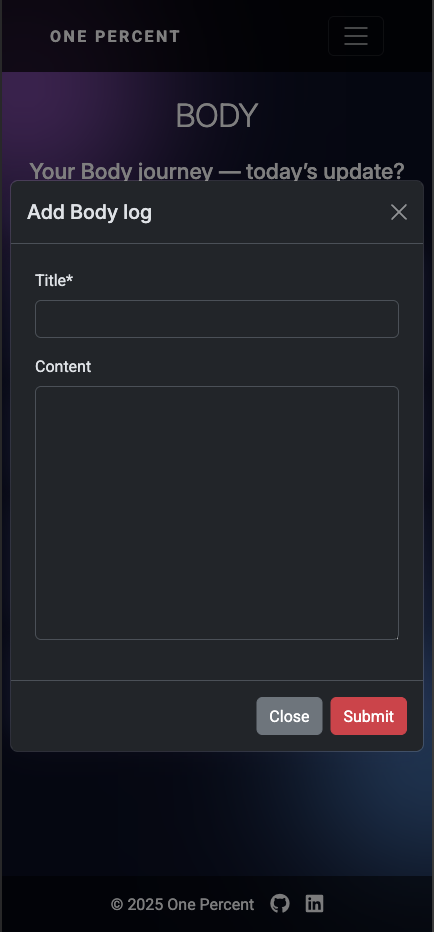 ONE PERCENT
BODY
Your Body journey — today's update?
Add Body log
Title*
Content
Close Submit
© 2025 One Percent